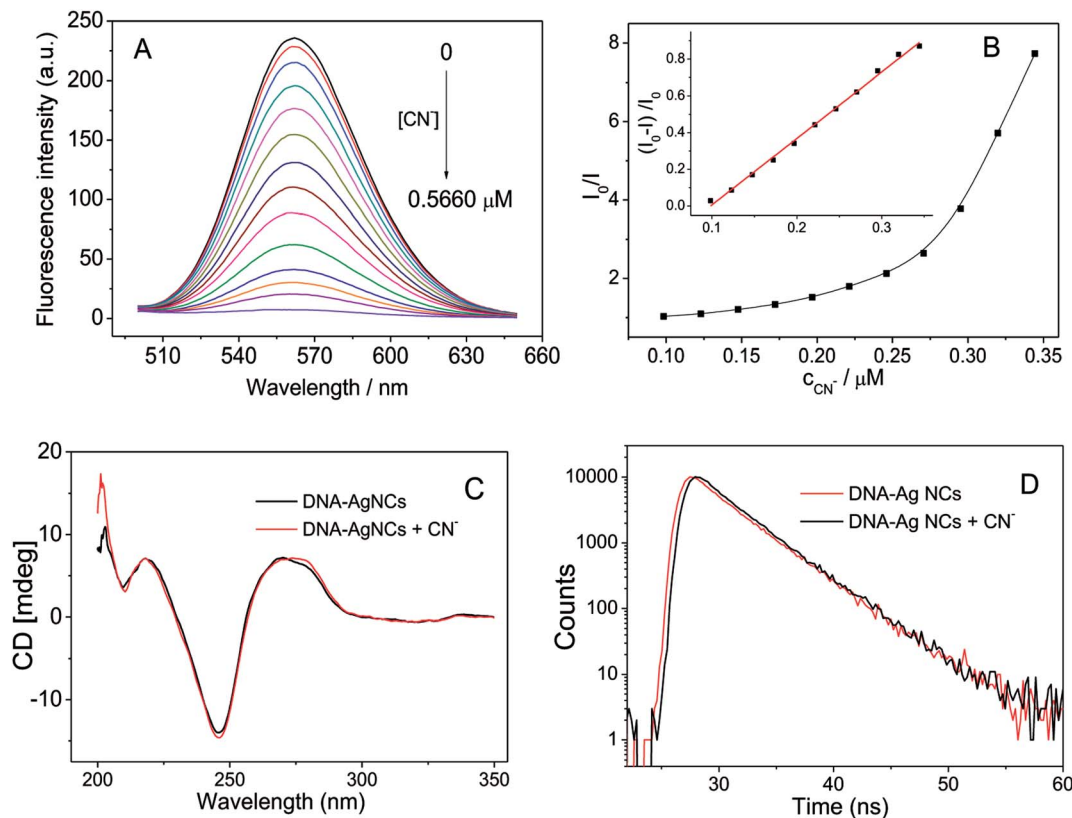 A
0
[CN⁻]
0.5660 µM
Fluorescence intensity (a.u.)
250
200
150
100
50
0
510 540 570 600 630 660
Wavelength / nm
B
I₀/I
8
6
4
2
0.10 0.15 0.20 0.25 0.30 0.35
c_CN⁻ / µM
(I₀-I) /I₀
0.8
0.6
0.4
0.2
0.0
0.1 0.2 0.3
C
DNA-AgNCs
DNA-AgNCs + CN⁻
CD [mdeg]
20
10
0
-10
200 250 300 350
Wavelength (nm)
D
DNA-Ag NCs
DNA-Ag NCs + CN⁻
Counts
10000
1000
100
10
1
30 40 50 60
Time (ns)